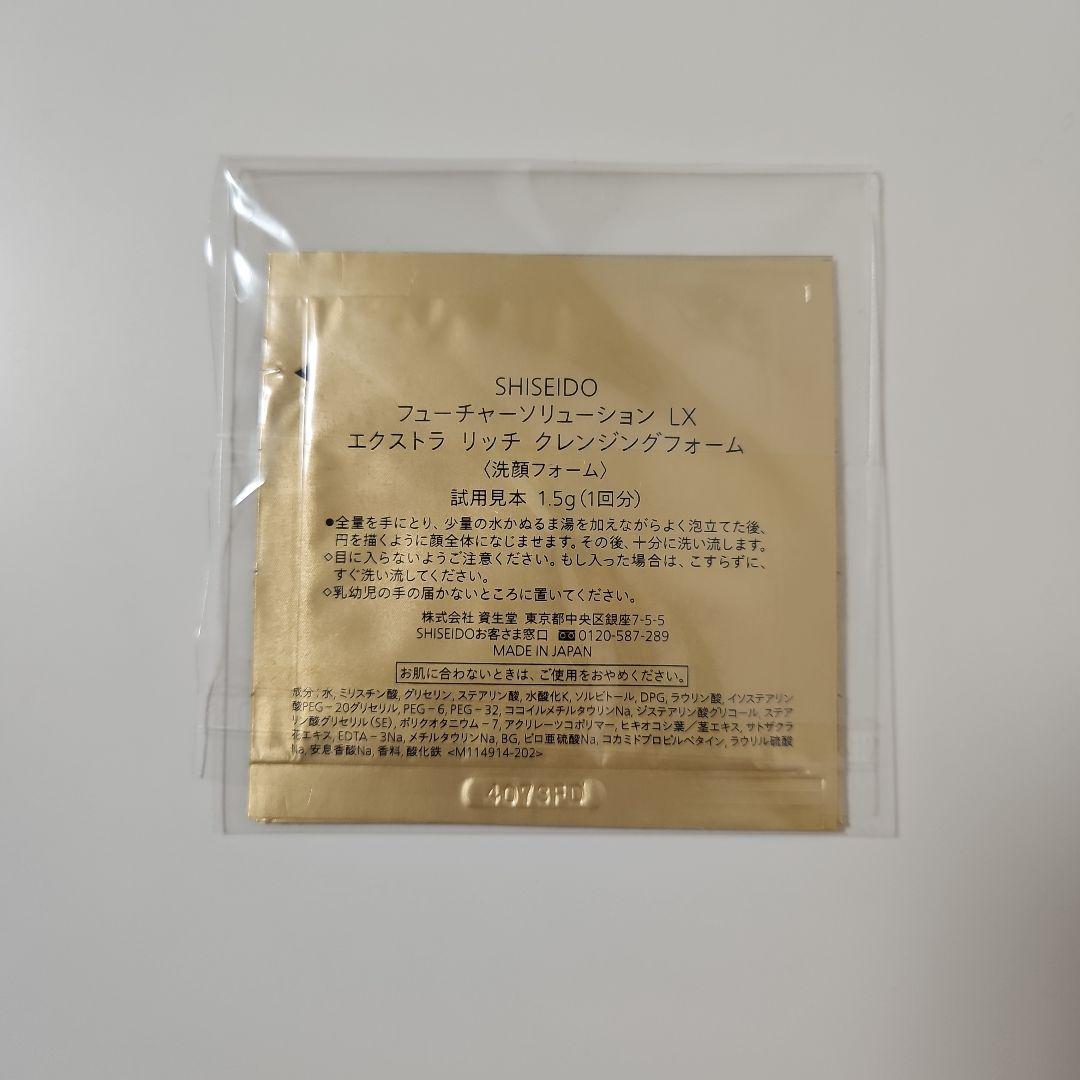 SHISEIDO
フューチャーソリューション LX
エクストラ リッチ クレンジングフォーム
〈洗顔フォーム〉
試用見本 1.5g(1回分)
●全量を手にとり、少量の水かぬるま湯を加えながらよく泡立てた後、
円を描くように顔全体になじませます。その後、十分に洗い流します。
◇目に入らないようご注意ください。もし入った場合は、こすらずに、
すぐ洗い流してください。
◇乳幼児の手の届かないところに置いてください。
株式会社 資生堂 東京都中央区銀座7-5-5
SHISEIDOお客さま窓口 0120-587-289
MADE IN JAPAN
お肌に合わないときは、ご使用をおやめください。
成分:水, ミリスチン酸, グリセリン, ステアリン酸, 水酸化K, ソルビトール, DPG, ラウリン酸, イソステアリン
酸PEG-20グリセリル, PEG-6, PEG-32, ココイルメチルタウリンNa, ジステアリン酸グリコール, ステア
リン酸グリセリル(SE), ポリクオタニウム-7, アクリレーツコポリマー, ヒキオコシ葉/茎エキス, サトザクラ
花エキス, EDTA-3Na, メチルタウリンNa, BG, ピロ亜硫酸Na, コカミドプロピルベタイン, ラウリル硫酸
Na, 安息香酸Na, 香料, 酸化鉄 <M114914-202>